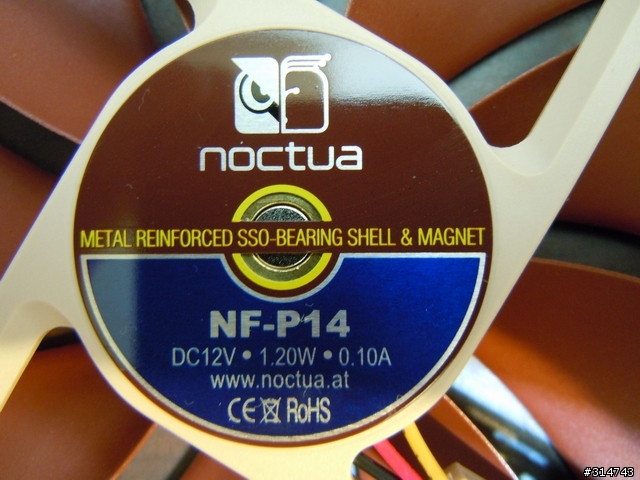 noctua
METAL REINFORCED SSO-BEARING SHELL & MAGNET
NF-P14
DC12V • 1.20W • 0.10A
www.noctua.at
CE RoHS
#314743